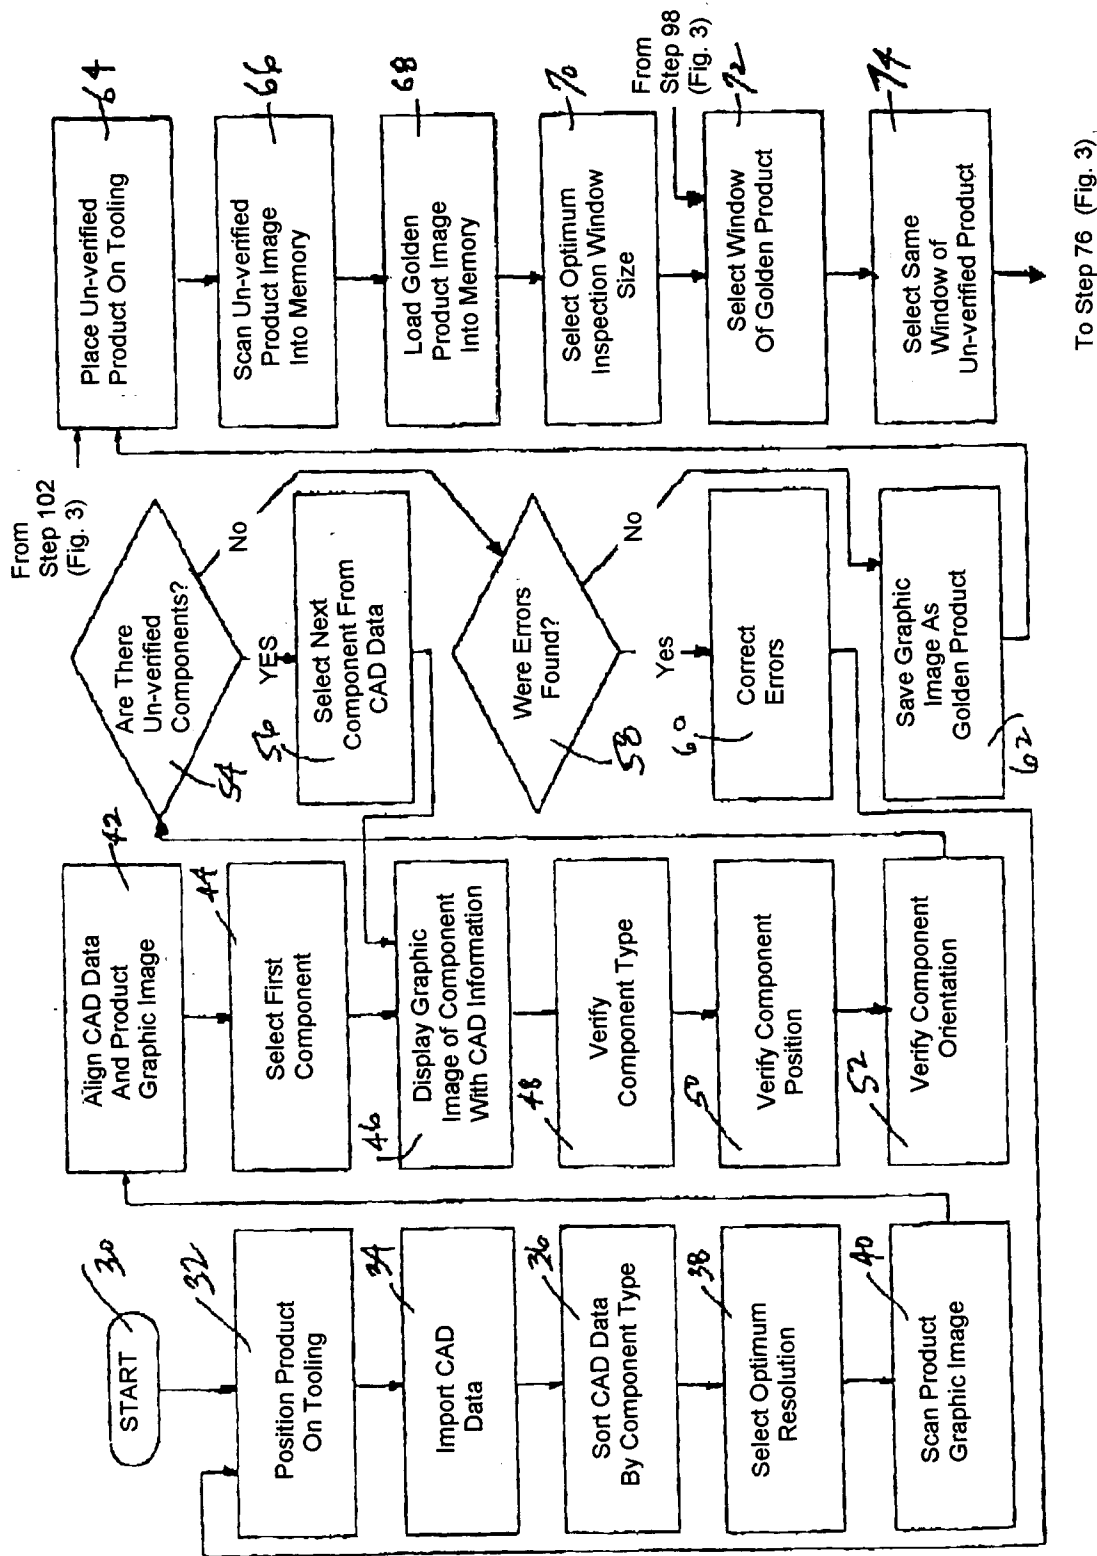 START
30
Position Product
On Tooling
32
Import CAD
Data
34
Sort CAD Data
By Component Type
36
Select Optimum
Resolution
38
Scan Product
Graphic Image
40
Align CAD Data
And Product
Graphic Image
42
Select First
Component
44
Display Graphic
Image of Component
With CAD Information
46
Verify
Component Type
48
Verify Component
Position
50
Verify Component
Orientation
52
Are There
Un-verified
Components?
54
YES
No
Select Next
Component From
CAD Data
56
Were Errors
Found?
58
Yes
No
Correct
Errors
60
Save Graphic
Image As
Golden Product
62
From
Step 102
(Fig. 3)
Place Un-verified
Product On Tooling
64
Scan Un-verified
Product Image
Into Memory
66
Load Golden
Product Image
Into Memory
68
Select Optimum
Inspection Window
Size
70
From
Step 98
(Fig. 3)
Select Window
Of Golden Product
72
Select Same
Window of
Un-verified Product
74
To Step 76 (Fig. 3)